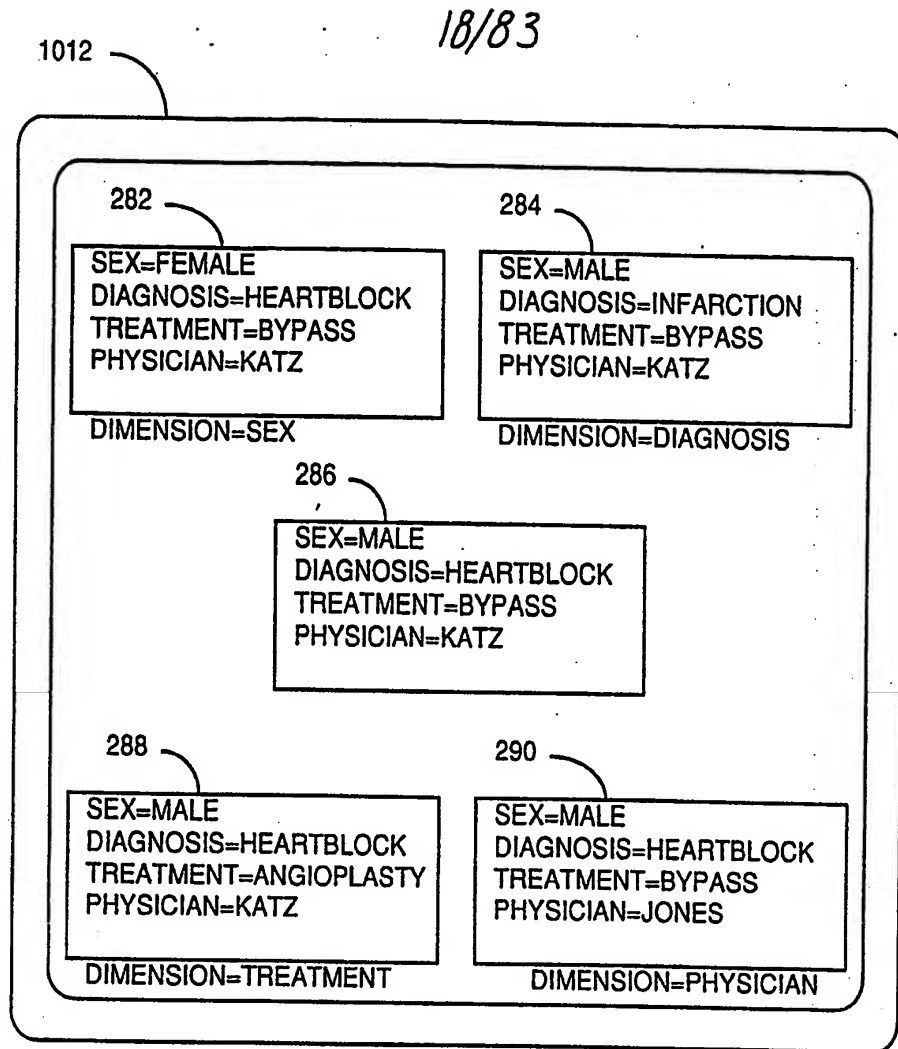 18/83
1012
282
SEX=FEMALE
DIAGNOSIS=HEARTBLOCK
TREATMENT=BYPASS
PHYSICIAN=KATZ
DIMENSION=SEX
284
SEX=MALE
DIAGNOSIS=INFARCTION
TREATMENT=BYPASS
PHYSICIAN=KATZ
DIMENSION=DIAGNOSIS
286
SEX=MALE
DIAGNOSIS=HEARTBLOCK
TREATMENT=BYPASS
PHYSICIAN=KATZ
288
SEX=MALE
DIAGNOSIS=HEARTBLOCK
TREATMENT=ANGIOPLASTY
PHYSICIAN=KATZ
DIMENSION=TREATMENT
290
SEX=MALE
DIAGNOSIS=HEARTBLOCK
TREATMENT=BYPASS
PHYSICIAN=JONES
DIMENSION=PHYSICIAN